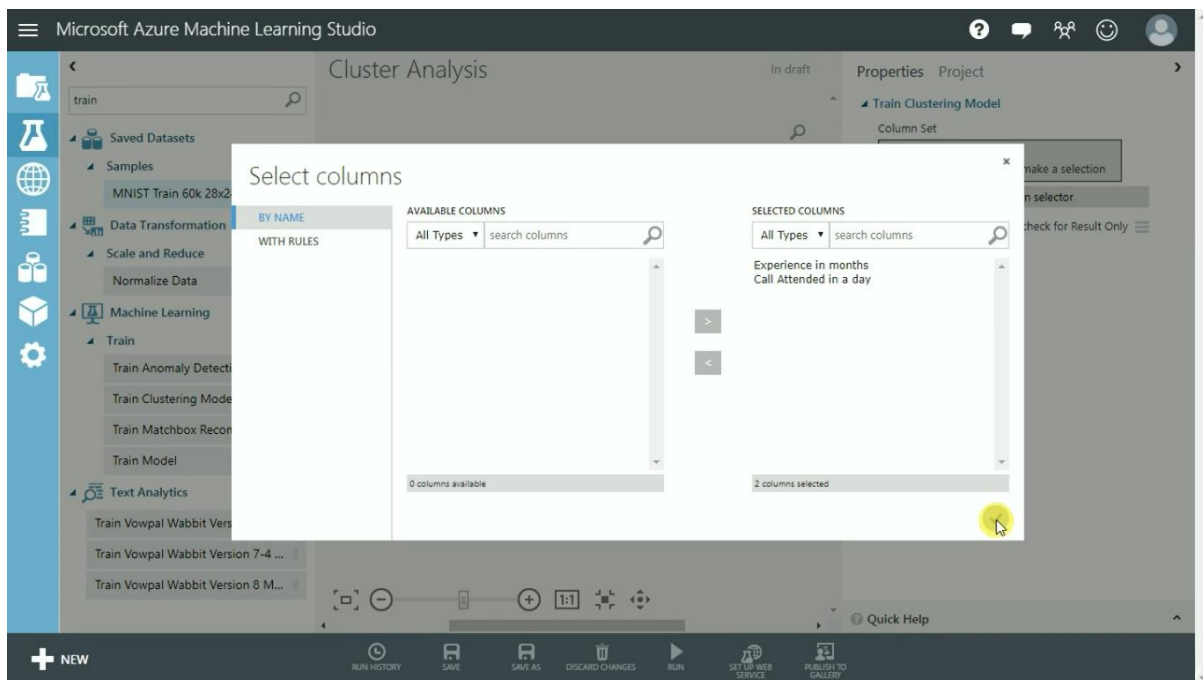 Microsoft Azure Machine Learning Studio
train
Saved Datasets
Samples
MNIST Train 60k 28x2
Data Transformation
Scale and Reduce
Normalize Data
Machine Learning
Train
Train Anomaly Detecti
Train Clustering Mode
Train Matchbox Recon
Train Model
Text Analytics
Train Vowpal Wabbit Vers
Train Vowpal Wabbit Version 7-4 ...
Train Vowpal Wabbit Version 8 M...
Cluster Analysis
In draft
Select columns
BY NAME
WITH RULES
AVAILABLE COLUMNS
All Types search columns
0 columns available
>
<
SELECTED COLUMNS
All Types search columns
Experience in months
Call Attended in a day
2 columns selected
1:1
Properties Project
Train Clustering Model
Column Set
make a selection
n selector
check for Result Only
Quick Help
NEW
RUN HISTORY
SAVE
SAVE AS
DISCARD CHANGES
RUN
SET UP WEB SERVICE
PUBLISH TO GALLERY